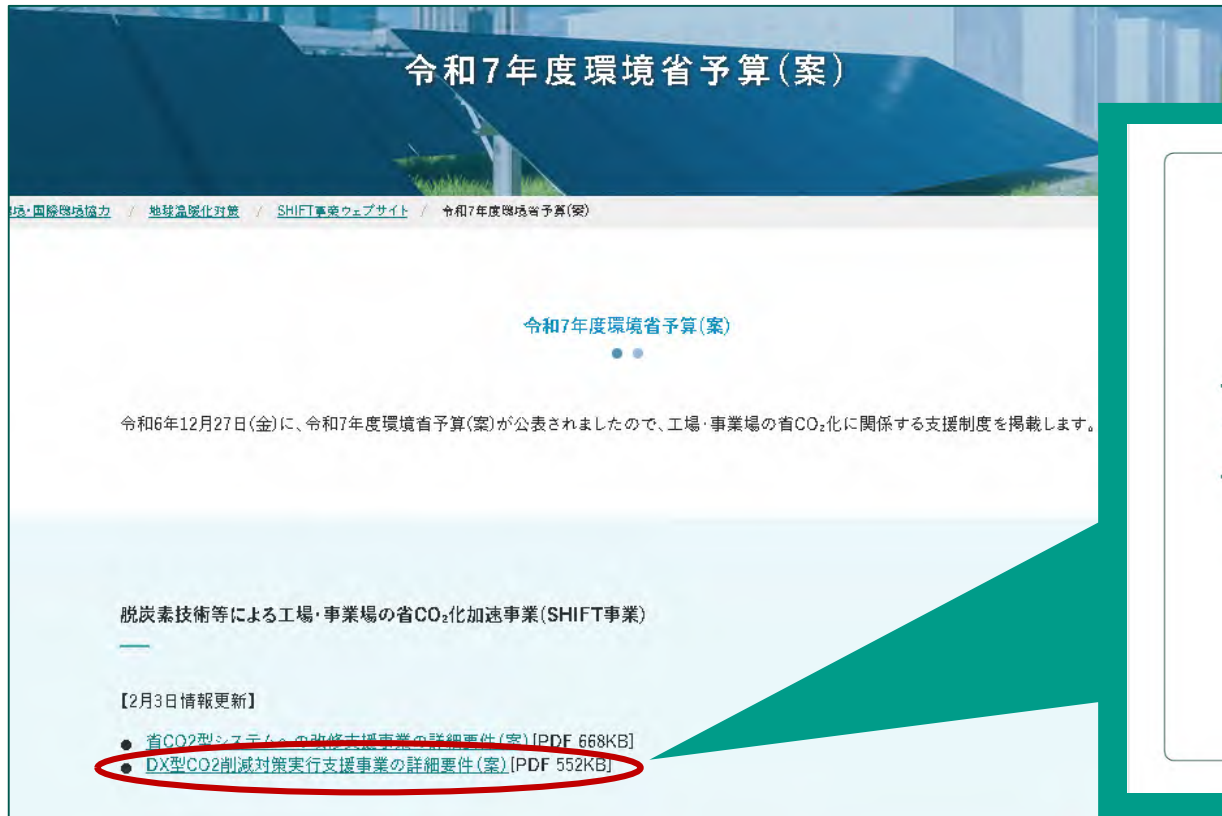 令和7年度環境省予算(案)
境・国際環境協力 / 地球温暖化対策 / SHIFT事業ウェブサイト / 令和7年度環境省予算(案)
令和7年度環境省予算(案)
令和6年12月27日(金)に、令和7年度環境省予算(案)が公表されましたので、工場・事業場の省CO₂化に関係する支援制度を掲載します。
脱炭素技術等による工場・事業場の省CO₂化加速事業(SHIFT事業)
【2月3日情報更新】
● 省CO2型システムへの改修支援事業の詳細要件(案)[PDF 668KB]
● DX型CO2削減対策実行支援事業の詳細要件(案)[PDF 552KB]